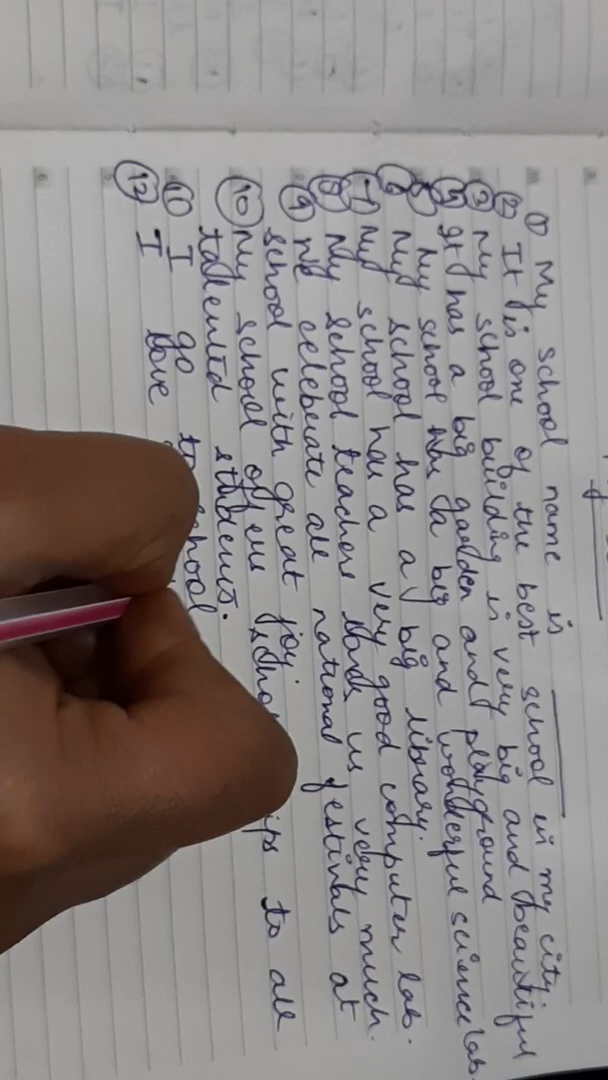 ① My school name is
② It is one of the best school in my city.
③ My school building is very big and beautiful
④ It has a big garden and playground
⑤ My school has a big and wonderful science lab.
⑥ My school has a big library.
⑦ My school has a very good computer lab.
⑧ My school teachers loves us very much.
⑨ We celeberate all national festivals at
school with great joy.
⑩ My school offers to all
talented students.
⑪ I go to school
⑫ I love